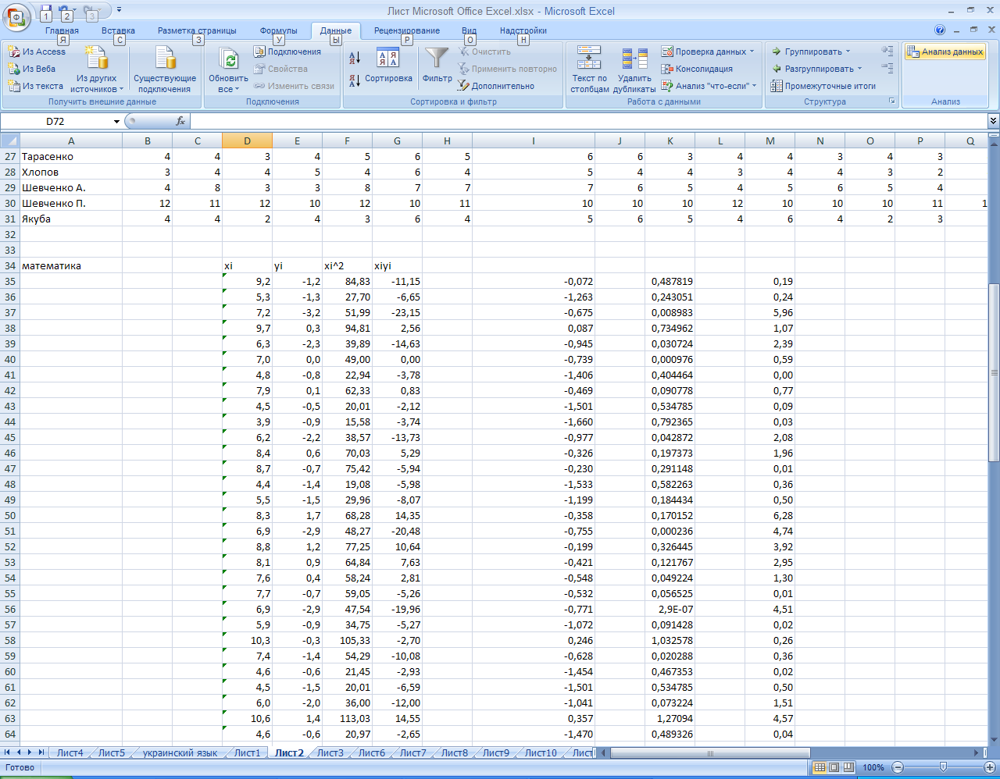 Лист Microsoft Office Excel.xlsx - Microsoft Excel
1 2 3
Главная Вставка Разметка страницы Формулы Данные Рецензирование Вид Надстройки
Ф Я С З У Ы Р О Н
Из Access
Из Веба
Из текста
Из других источников
Существующие подключения
Получить внешние данные
Обновить все
Подключения
Свойства
Изменить связи
Подключения
Сортировка
Фильтр
Очистить
Применить повторно
Дополнительно
Сортировка и фильтр
Текст по столбцам
Удалить дубликаты
Проверка данных
Консолидация
Анализ "что-если"
Работа с данными
Группировать
Разгруппировать
Промежуточные итоги
Структура
Анализ данных
Анализ
D72 fx
A B C D E F G H I J K L M N O P Q
27 Тарасенко 4 4 3 4 5 6 5 6 6 3 4 4 3 4 3
28 Хлопов 3 4 4 5 4 6 4 5 4 4 3 4 4 3 2
29 Шевченко А. 4 8 3 3 8 7 7 7 6 5 4 5 6 5 4
30 Шевченко П. 12 11 12 10 12 10 11 10 10 10 12 10 10 10 11 1
31 Якуба 4 4 2 4 3 6 4 5 6 5 4 6 4 2 3
32
33
34 математика xi yi xi^2 xiyi
35 9,2 -1,2 84,83 -11,15 -0,072 0,487819 0,19
36 5,3 -1,3 27,70 -6,65 -1,263 0,243051 0,24
37 7,2 -3,2 51,99 -23,15 -0,675 0,008983 5,96
38 9,7 0,3 94,81 2,56 0,087 0,734962 1,07
39 6,3 -2,3 39,89 -14,63 -0,945 0,030724 2,39
40 7,0 0,0 49,00 0,00 -0,739 0,000976 0,59
41 4,8 -0,8 22,94 -3,78 -1,406 0,404464 0,00
42 7,9 0,1 62,33 0,83 -0,469 0,090778 0,77
43 4,5 -0,5 20,01 -2,12 -1,501 0,534785 0,09
44 3,9 -0,9 15,58 -3,74 -1,660 0,792365 0,03
45 6,2 -2,2 38,57 -13,73 -0,977 0,042872 2,08
46 8,4 0,6 70,03 5,29 -0,326 0,197373 1,96
47 8,7 -0,7 75,42 -5,94 -0,230 0,291148 0,01
48 4,4 -1,4 19,08 -5,98 -1,533 0,582263 0,36
49 5,5 -1,5 29,96 -8,07 -1,199 0,184434 0,50
50 8,3 1,7 68,28 14,35 -0,358 0,170152 6,28
51 6,9 -2,9 48,27 -20,48 -0,755 0,000236 4,74
52 8,8 1,2 77,25 10,64 -0,199 0,326445 3,92
53 8,1 0,9 64,84 7,63 -0,421 0,121767 2,95
54 7,6 0,4 58,24 2,81 -0,548 0,049224 1,30
55 7,7 -0,7 59,05 -5,26 -0,532 0,056525 0,01
56 6,9 -2,9 47,54 -19,96 -0,771 2,9E-07 4,51
57 5,9 -0,9 34,75 -5,27 -1,072 0,091428 0,02
58 10,3 -0,3 105,33 -2,70 0,246 1,032578 0,26
59 7,4 -1,4 54,29 -10,08 -0,628 0,020288 0,36
60 4,6 -0,6 21,45 -2,93 -1,454 0,467353 0,02
61 4,5 -1,5 20,01 -6,59 -1,501 0,534785 0,50
62 6,0 -2,0 36,00 -12,00 -1,041 0,073224 1,51
63 10,6 1,4 113,03 14,55 0,357 1,27094 4,57
64 4,6 -0,6 20,97 -2,65 -1,470 0,489326 0,04
Лист4 Лист5 украинский язык Лист1 Лист2 Лист3 Лист6 Лист7 Лист8 Лист9 Лист10 Лист
Готово 100%